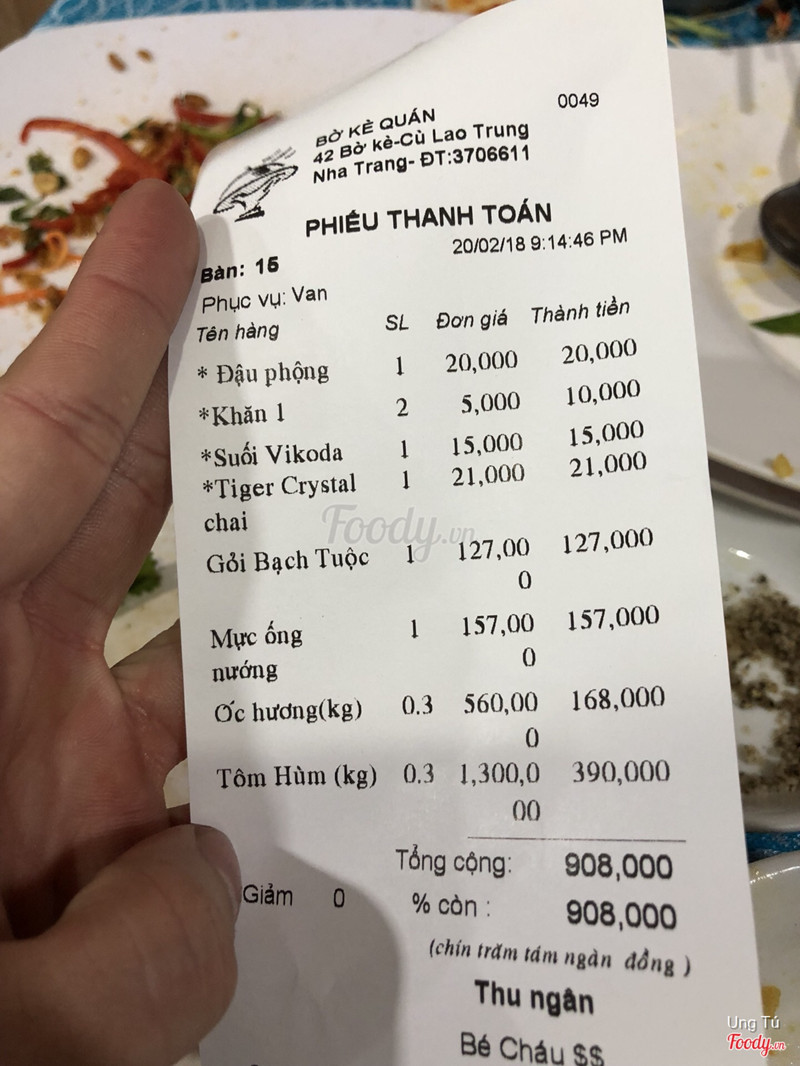 0049
BỜ KÈ QUÁN
42 Bờ kè-Cù Lao Trung
Nha Trang- ĐT:3706611
PHIẾU THANH TOÁN
20/02/18 9:14:46 PM
Bàn: 15
Phục vụ: Van
Tên hàng SL Đơn giá Thành tiền
* Đậu phộng 1 20,000 20,000
*Khăn 1 2 5,000 10,000
*Suối Vikoda 1 15,000 15,000
*Tiger Crystal 1 21,000 21,000
chai
Foody.vn
Gỏi Bạch Tuộc 1 127,00 127,000
0
Mực ống 1 157,00 157,000
nướng 0
Ốc hương(kg) 0.3 560,00 168,000
0
Tôm Hùm (kg) 0.3 1,300,0 390,000
00
Tổng cộng: 908,000
Giảm 0 % còn : 908,000
(chín trăm tám ngàn đồng )
Thu ngân
Bé Cháu $$
Ung Tú
Foody.vn